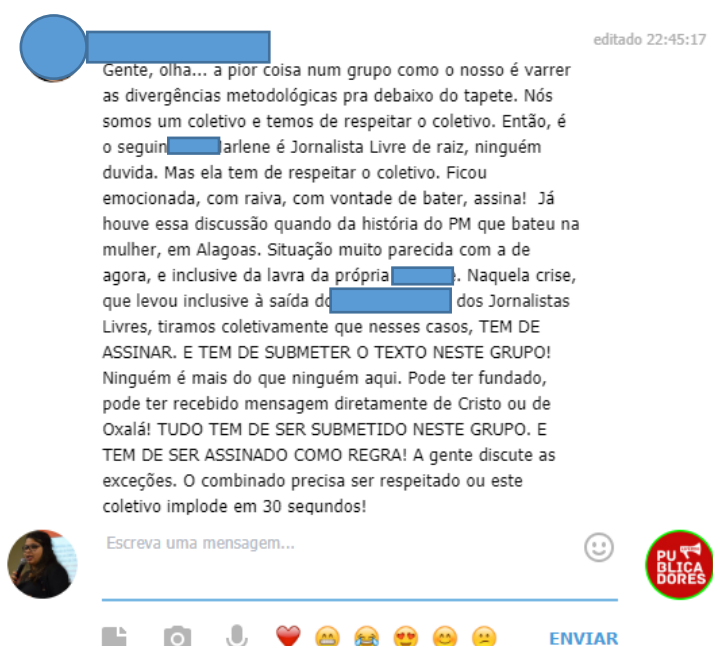 editado 22:45:17
Gente, olha... a pior coisa num grupo como o nosso é varrer
as divergências metodológicas pra debaixo do tapete. Nós
somos um coletivo e temos de respeitar o coletivo. Então, é
o seguin arlene é Jornalista Livre de raiz, ninguém
duvida. Mas ela tem de respeitar o coletivo. Ficou
emocionada, com raiva, com vontade de bater, assina! Já
houve essa discussão quando da história do PM que bateu na
mulher, em Alagoas. Situação muito parecida com a de
agora, e inclusive da lavra da própria . Naquela crise,
que levou inclusive à saída do dos Jornalistas
Livres, tiramos coletivamente que nesses casos, TEM DE
ASSINAR. E TEM DE SUBMETER O TEXTO NESTE GRUPO!
Ninguém é mais do que ninguém aqui. Pode ter fundado,
pode ter recebido mensagem diretamente de Cristo ou de
Oxalá! TUDO TEM DE SER SUBMETIDO NESTE GRUPO. E
TEM DE SER ASSINADO COMO REGRA! A gente discute as
exceções. O combinado precisa ser respeitado ou este
coletivo implode em 30 segundos!
Escreva uma mensagem...
PU
BLICA
DORES
ENVIAR